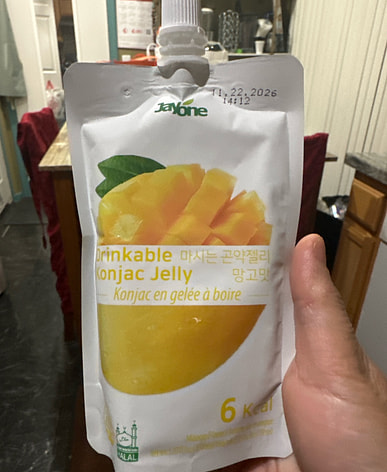 Jayone
11.22.2026
14:12
Drinkable 마시는 곤약젤리
Konjac Jelly 망고맛
Konjac en gelée à boire
6 Kcal
HALAL